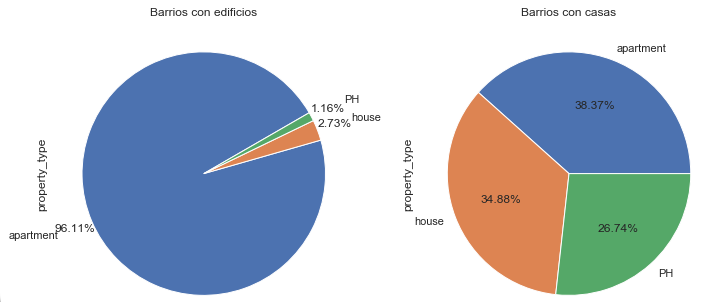 Barrios con edificios
property_type
apartment
96.11%
PH
1.16%
house
2.73%
Barrios con casas
property_type
apartment
38.37%
house
34.88%
PH
26.74%